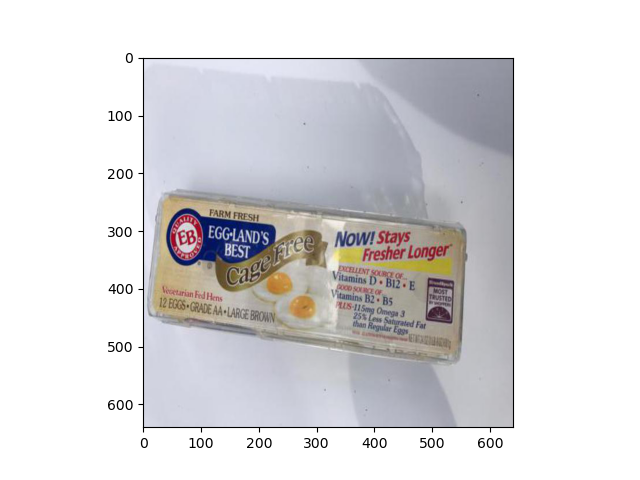 FARM FRESH
QUALITY
EB
APPROVED
EGG•LAND'S
BEST
Cage Free
Vegetarian Fed Hens
12 EGGS • GRADE AA • LARGE BROWN
NOW! Stays
Fresher Longer
EXCELLENT SOURCE OF...
Vitamins D • B12 • E
GOOD SOURCE OF
Vitamins B2 • B5
PLUS-115mg Omega 3
25% Less Saturated Fat
than Regular Eggs
MOST
TRUSTED
0
100
200
300
400
500
600
0
100
200
300
400
500
600